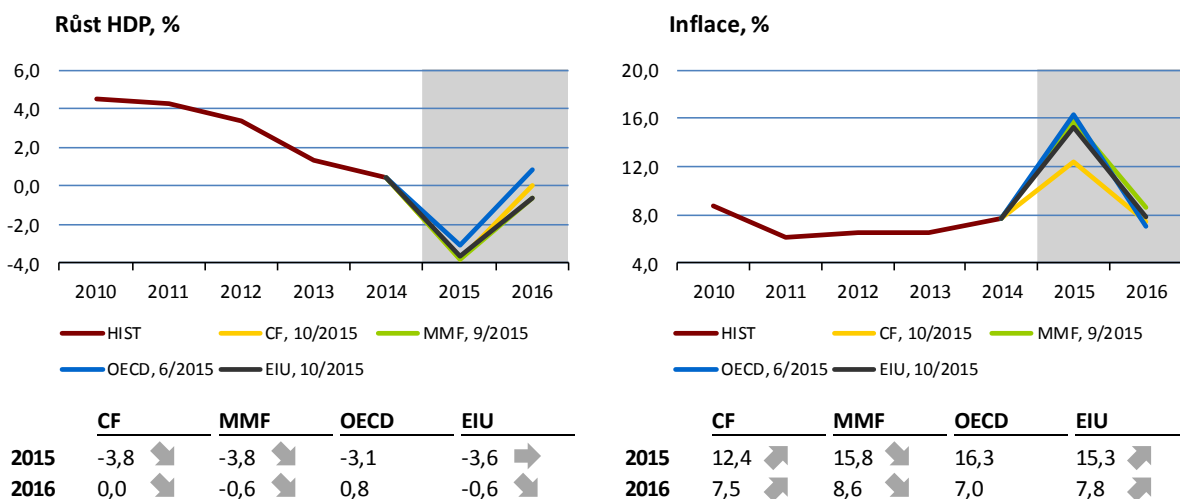 Růst HDP, %
6,0
4,0
2,0
0,0
-2,0
-4,0
2010 2011 2012 2013 2014 2015 2016
HIST CF, 10/2015 MMF, 9/2015
OECD, 6/2015 EIU, 10/2015
CF MMF OECD EIU
2015 -3,8 -3,8 -3,1 -3,6
2016 0,0 -0,6 0,8 -0,6
Inflace, %
20,0
16,0
12,0
8,0
4,0
2010 2011 2012 2013 2014 2015 2016
HIST CF, 10/2015 MMF, 9/2015
OECD, 6/2015 EIU, 10/2015
CF MMF OECD EIU
2015 12,4 15,8 16,3 15,3
2016 7,5 8,6 7,0 7,8